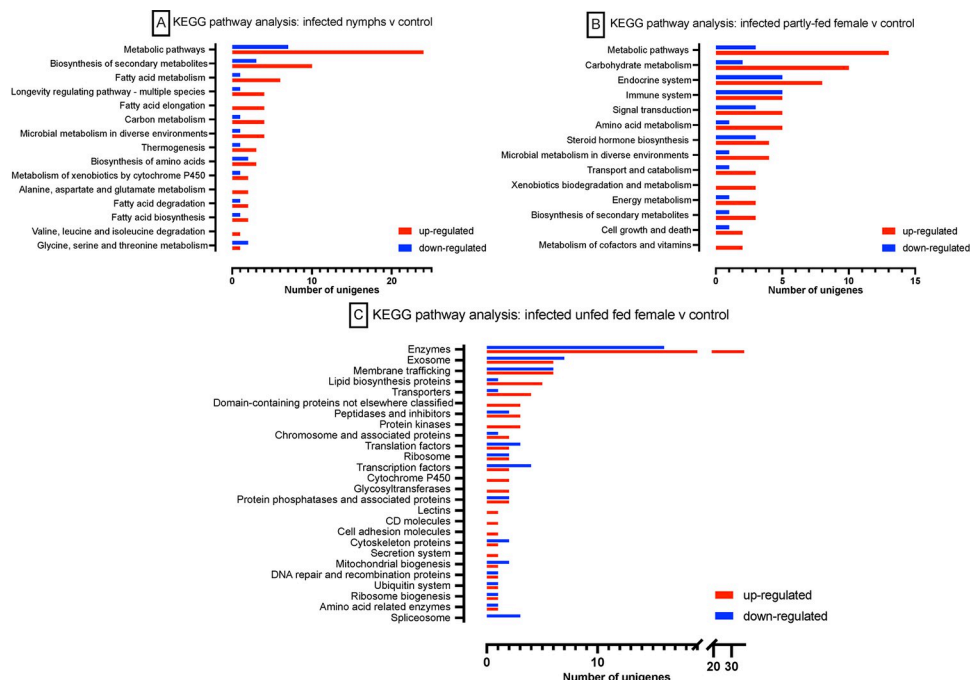 A KEGG pathway analysis: infected nymphs v control
Metabolic pathways
Biosynthesis of secondary metabolites
Fatty acid metabolism
Longevity regulating pathway - multiple species
Fatty acid elongation
Carbon metabolism
Microbial metabolism in diverse environments
Thermogenesis
Biosynthesis of amino acids
Metabolism of xenobiotics by cytochrome P450
Alanine, aspartate and glutamate metabolism
Fatty acid degradation
Fatty acid biosynthesis
Valine, leucine and isoleucine degradation
Glycine, serine and threonine metabolism
up-regulated
down-regulated
0 20
Number of unigenes
B KEGG pathway analysis: infected partly-fed female v control
Metabolic pathways
Carbohydrate metabolism
Endocrine system
Immune system
Signal transduction
Amino acid metabolism
Steroid hormone biosynthesis
Microbial metabolism in diverse environments
Transport and catabolism
Xenobiotics biodegradation and metabolism
Energy metabolism
Biosynthesis of secondary metabolites
Cell growth and death
Metabolism of cofactors and vitamins
up-regulated
down-regulated
0 5 10 15
Number of unigenes
C KEGG pathway analysis: infected unfed fed female v control
Enzymes
Exosome
Membrane trafficking
Lipid biosynthesis proteins
Transporters
Domain-containing proteins not elsewhere classified
Peptidases and inhibitors
Protein kinases
Chromosome and associated proteins
Translation factors
Ribosome
Transcription factors
Cytochrome P450
Glycosyltransferases
Protein phosphatases and associated proteins
Lectins
CD molecules
Cell adhesion molecules
Cytoskeleton proteins
Secretion system
Mitochondrial biogenesis
DNA repair and recombination proteins
Ubiquitin system
Ribosome biogenesis
Amino acid related enzymes
Spliceosome
up-regulated
down-regulated
0 10 20 30
Number of unigenes